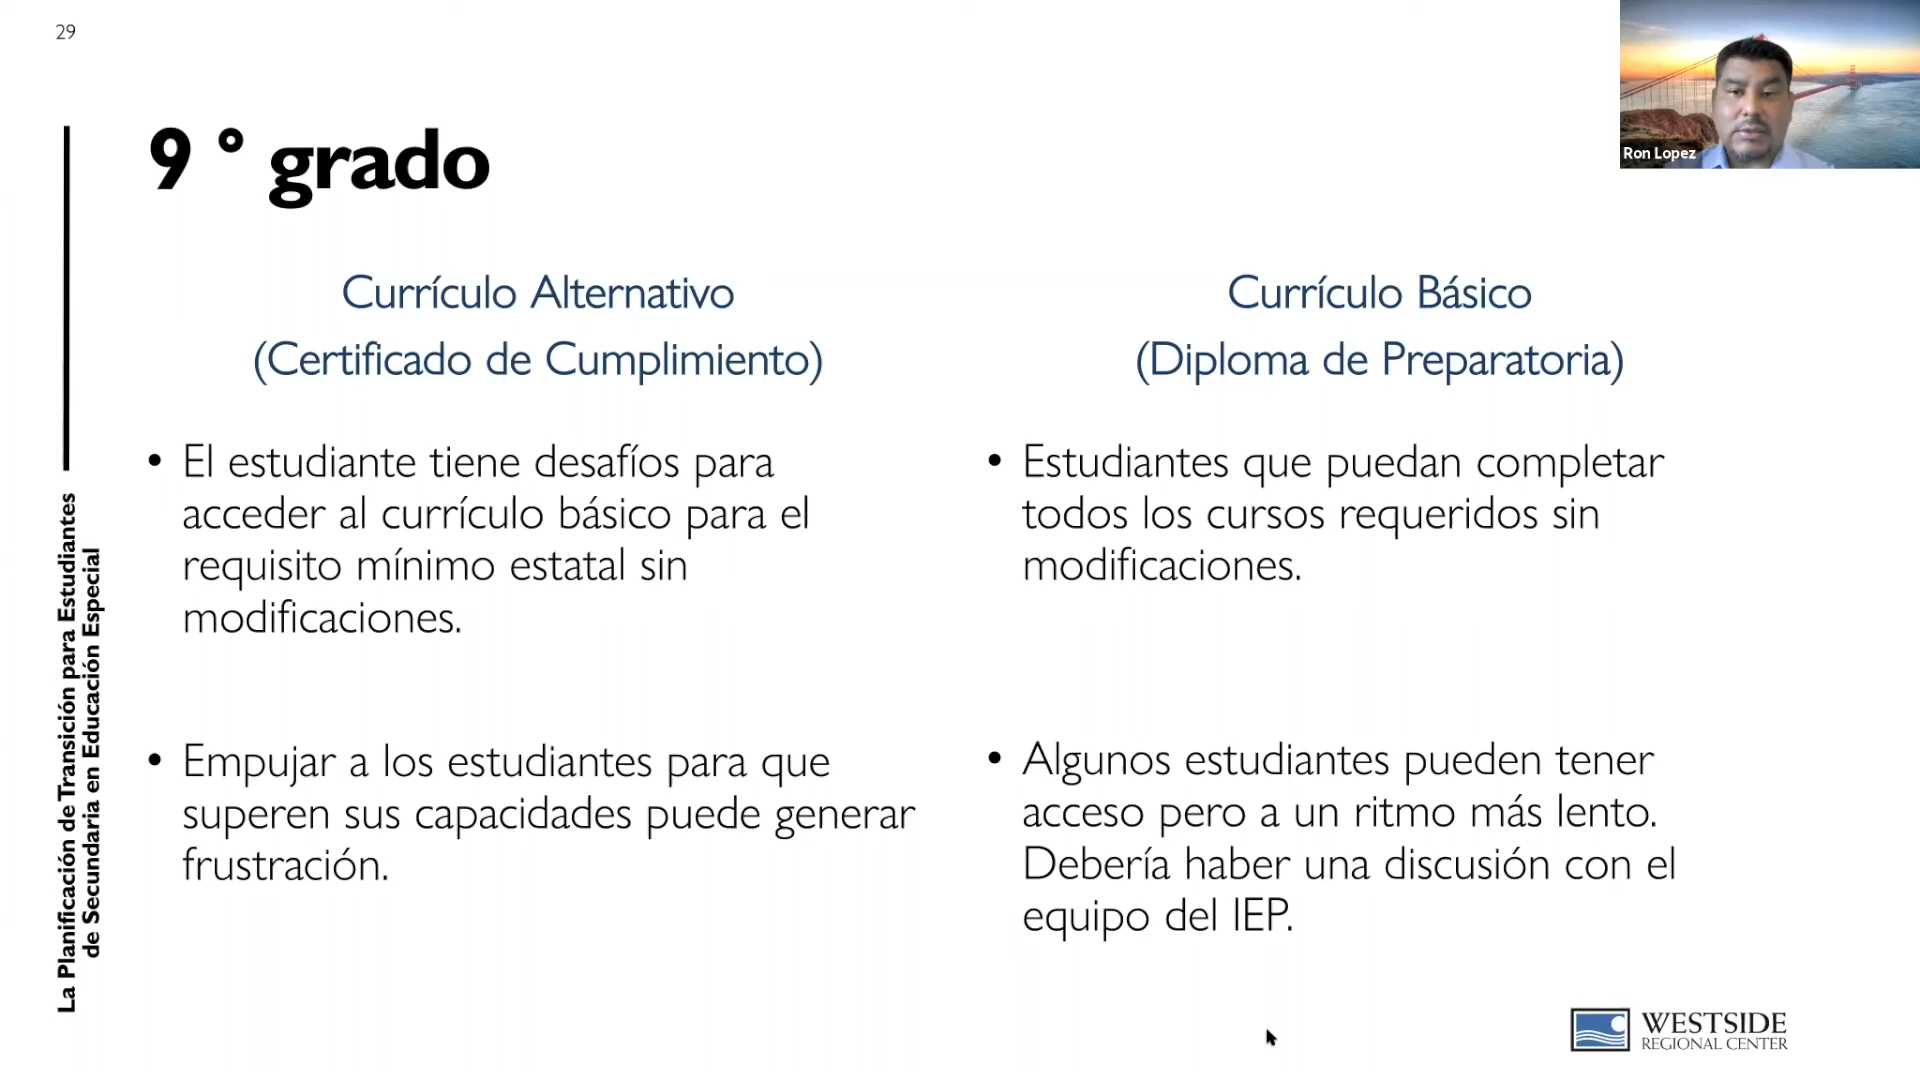 29
Ron Lopez
9 ° grado
Currículo Alternativo
(Certificado de Cumplimiento)
• El estudiante tiene desafíos para
acceder al currículo básico para el
requisito mínimo estatal sin
modificaciones.
• Empujar a los estudiantes para que
superen sus capacidades puede generar
frustración.
Currículo Básico
(Diploma de Preparatoria)
• Estudiantes que puedan completar
todos los cursos requeridos sin
modificaciones.
• Algunos estudiantes pueden tener
acceso pero a un ritmo más lento.
Debería haber una discusión con el
equipo del IEP.
La Planificación de Transición para Estudiantes
de Secundaria en Educación Especial
WESTSIDE
REGIONAL CENTER